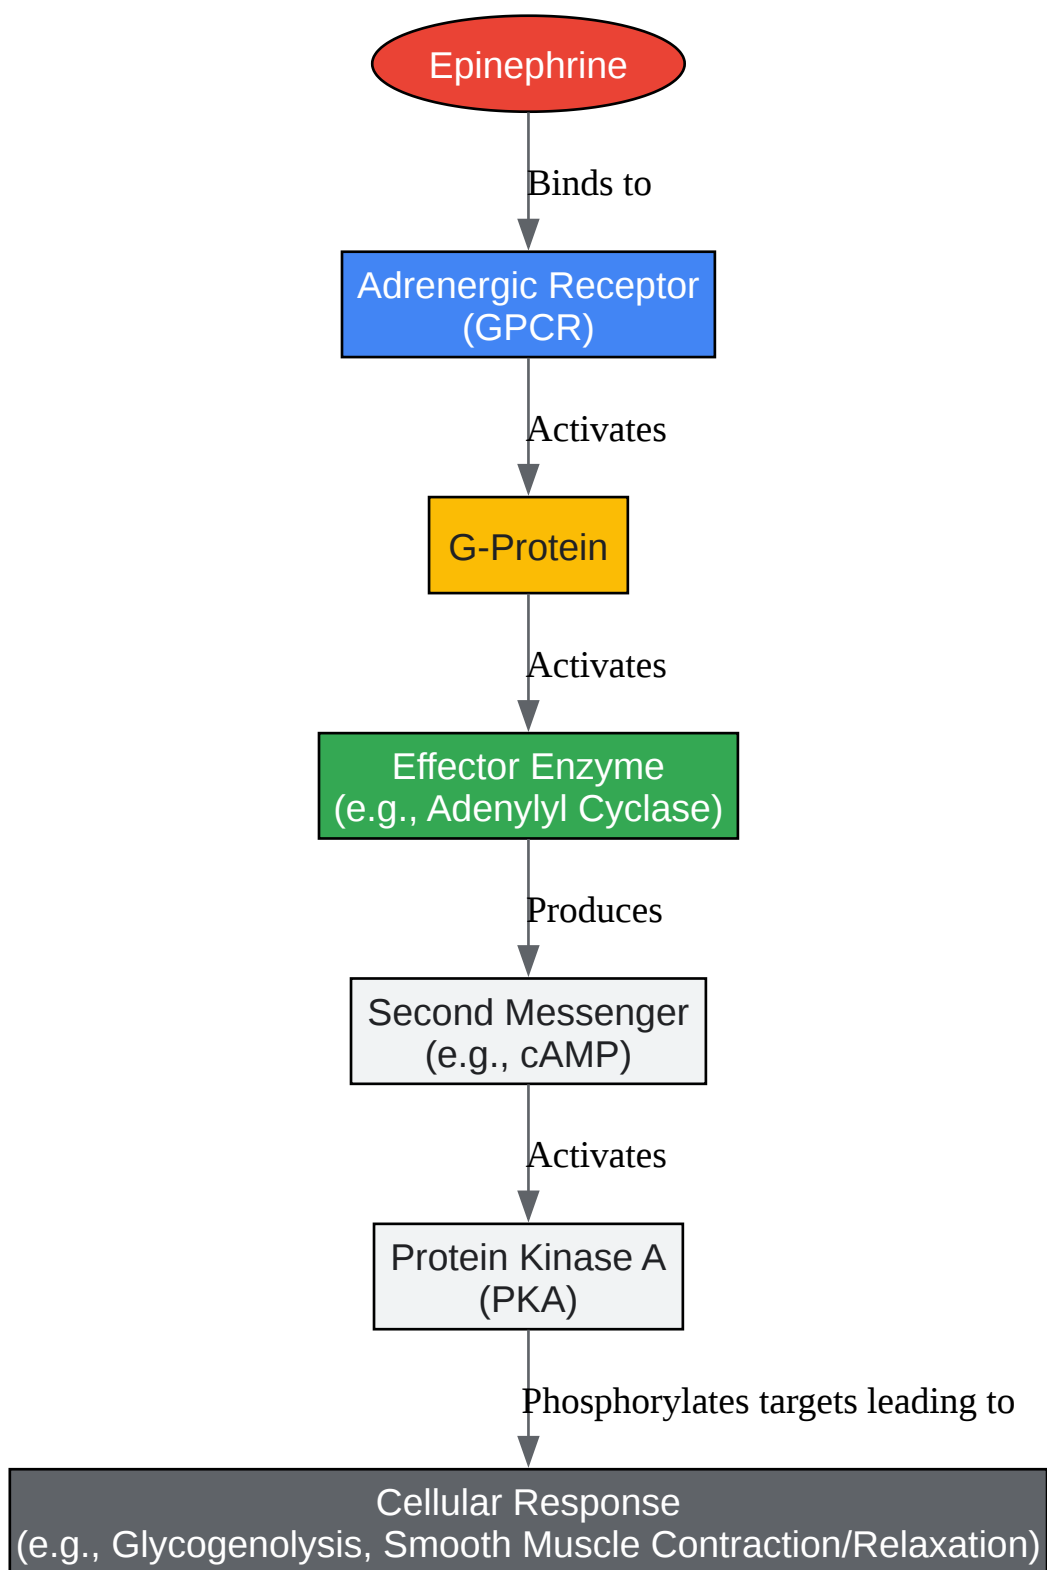 Epinephrine
Binds to
Adrenergic Receptor
(GPCR)
Activates
G-Protein
Activates
Effector Enzyme
(e.g., Adenylyl Cyclase)
Produces
Second Messenger
(e.g., cAMP)
Activates
Protein Kinase A
(PKA)
Phosphorylates targets leading to
Cellular Response
(e.g., Glycogenolysis, Smooth Muscle Contraction/Relaxation)